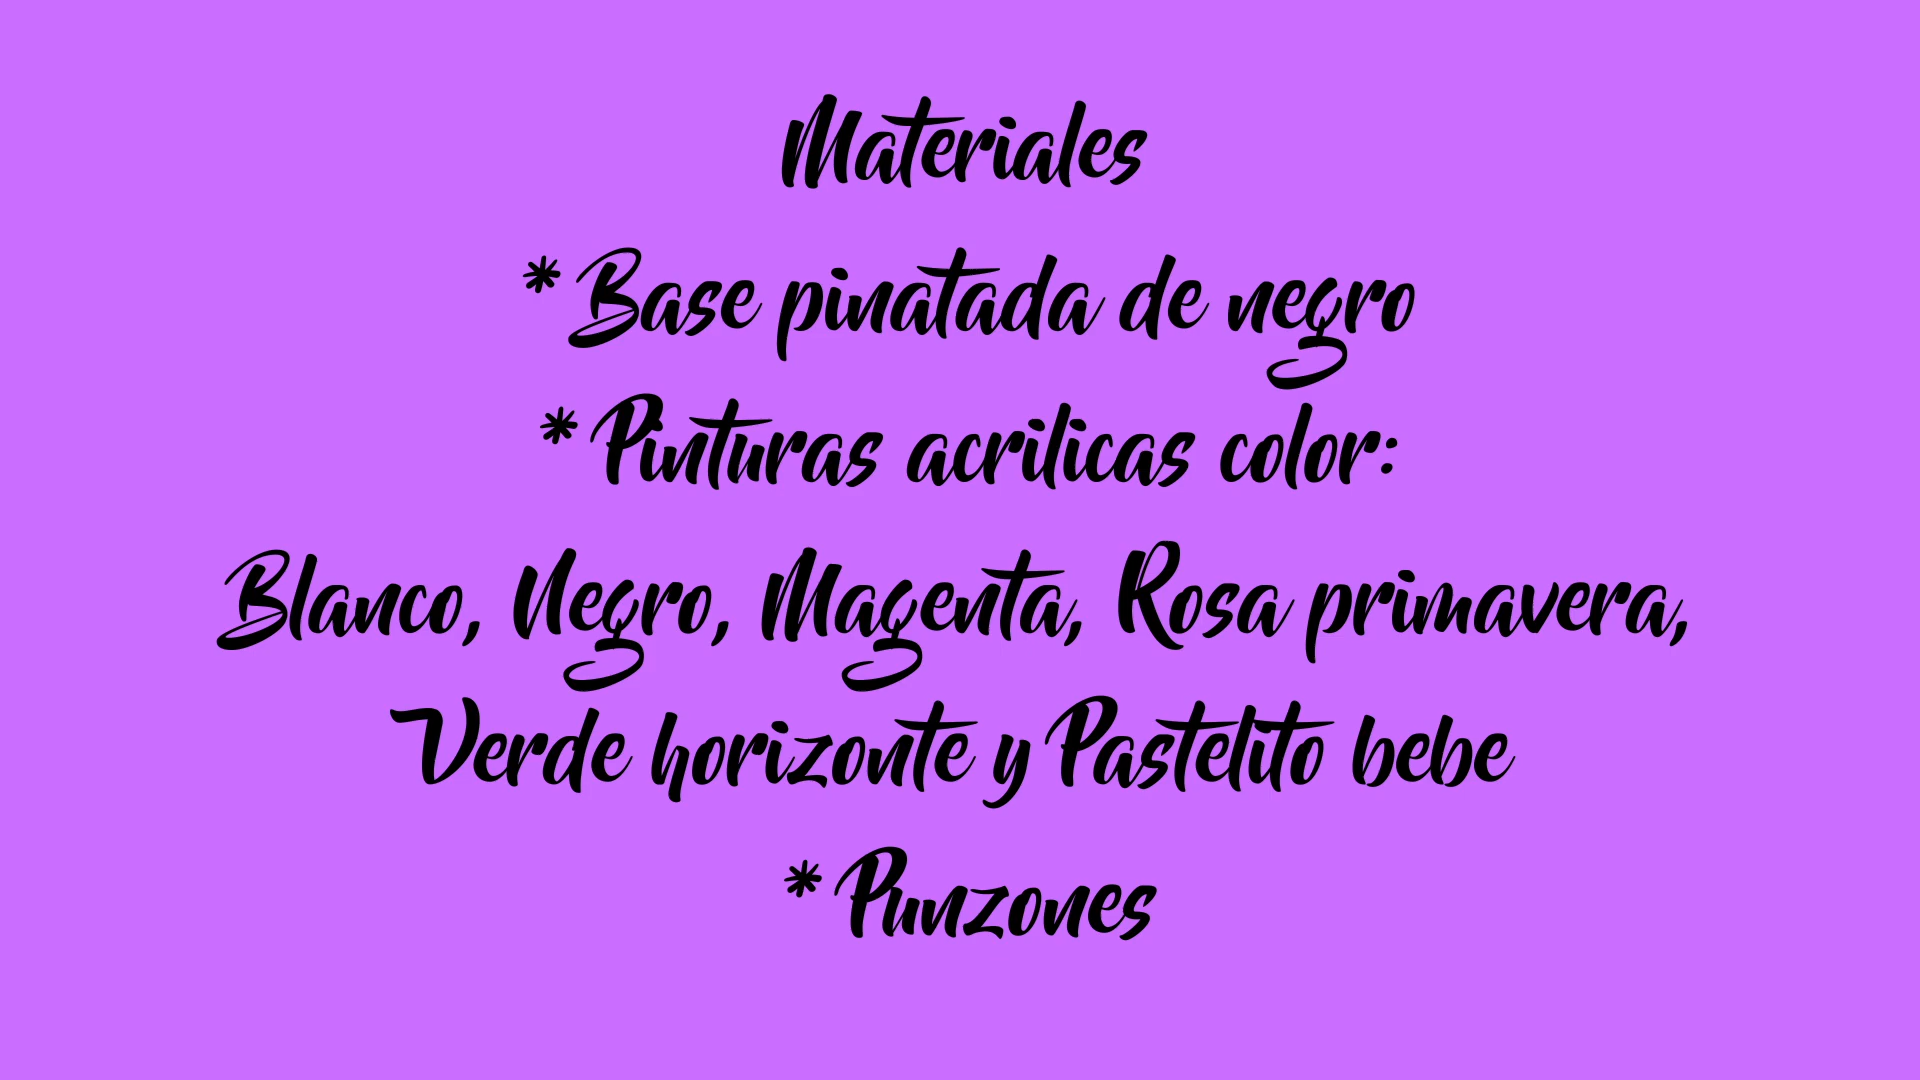 Materiales
* Base pinatada de negro
* Pinturas acrilicas color:
Blanco, Negro, Magenta, Rosa primavera,
Verde horizonte y Pastelito bebe
* Punzones